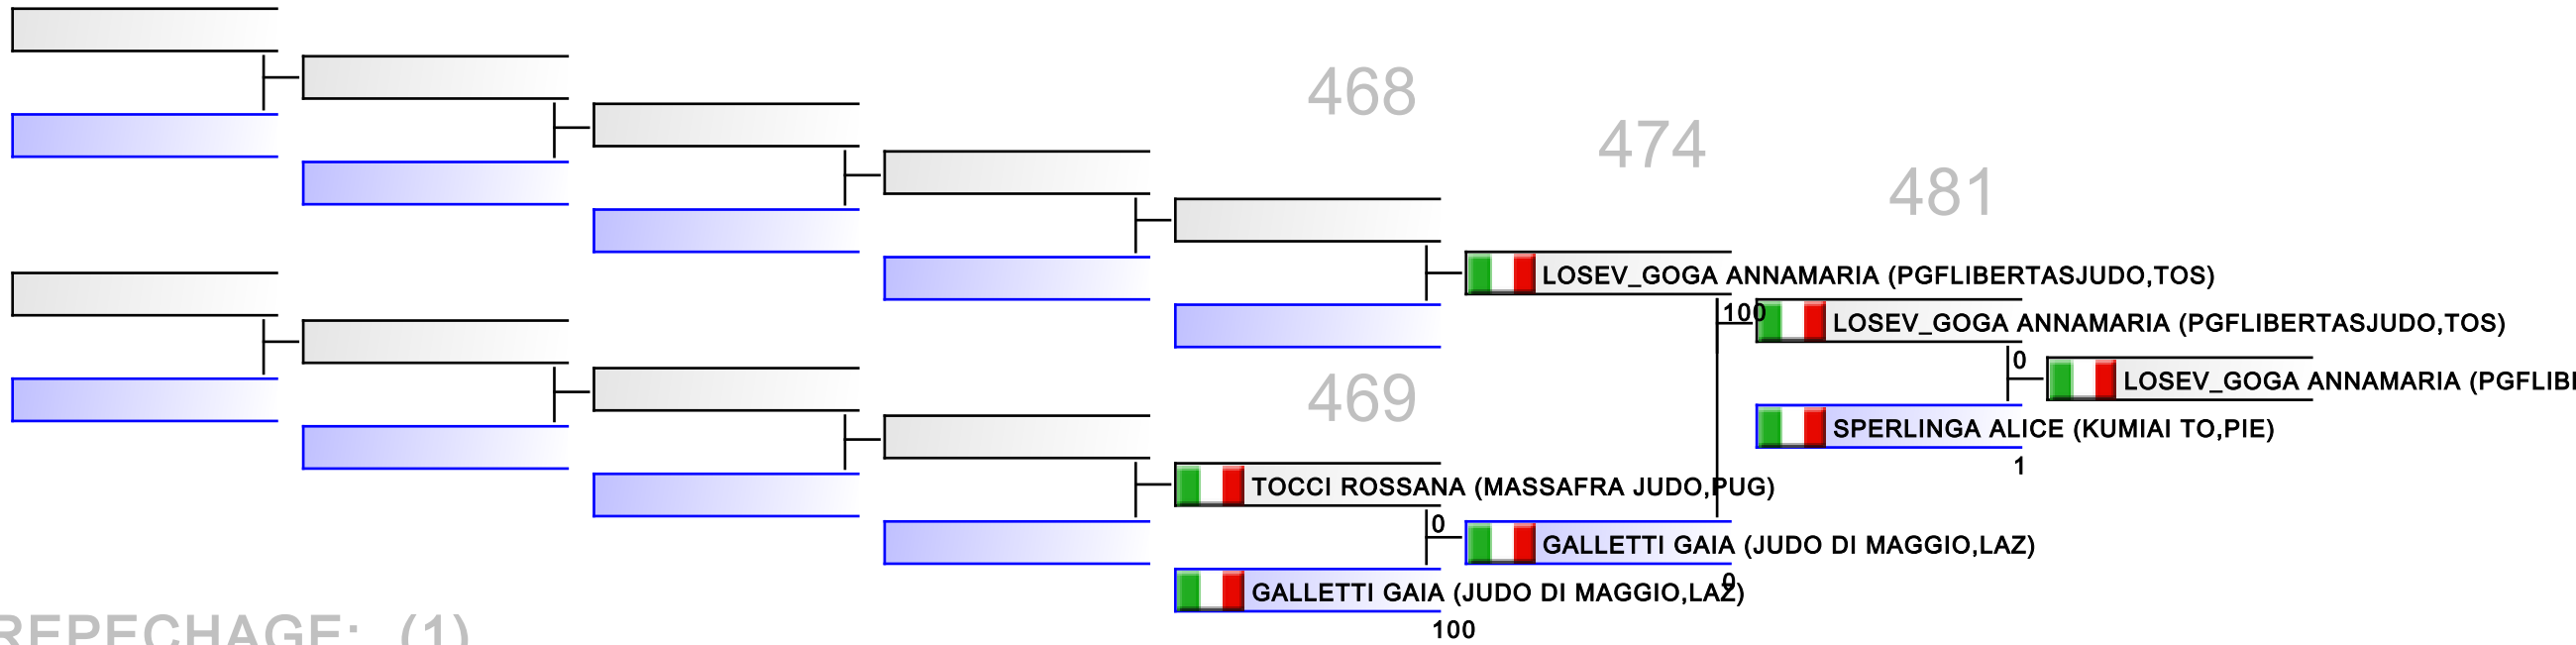 468
474
481
LOSEV_GOGA ANNAMARIA (PGFLIBERTASJUDO,TOS)
100
LOSEV_GOGA ANNAMARIA (PGFLIBERTASJUDO,TOS)
0
LOSEV_GOGA ANNAMARIA (PGFLIB
469
SPERLINGA ALICE (KUMIAI TO,PIE)
1
TOCCI ROSSANA (MASSAFRA JUDO,PUG)
0
GALLETTI GAIA (JUDO DI MAGGIO,LAZ)
0
GALLETTI GAIA (JUDO DI MAGGIO,LAZ)
100
REPECHAGE: (1)